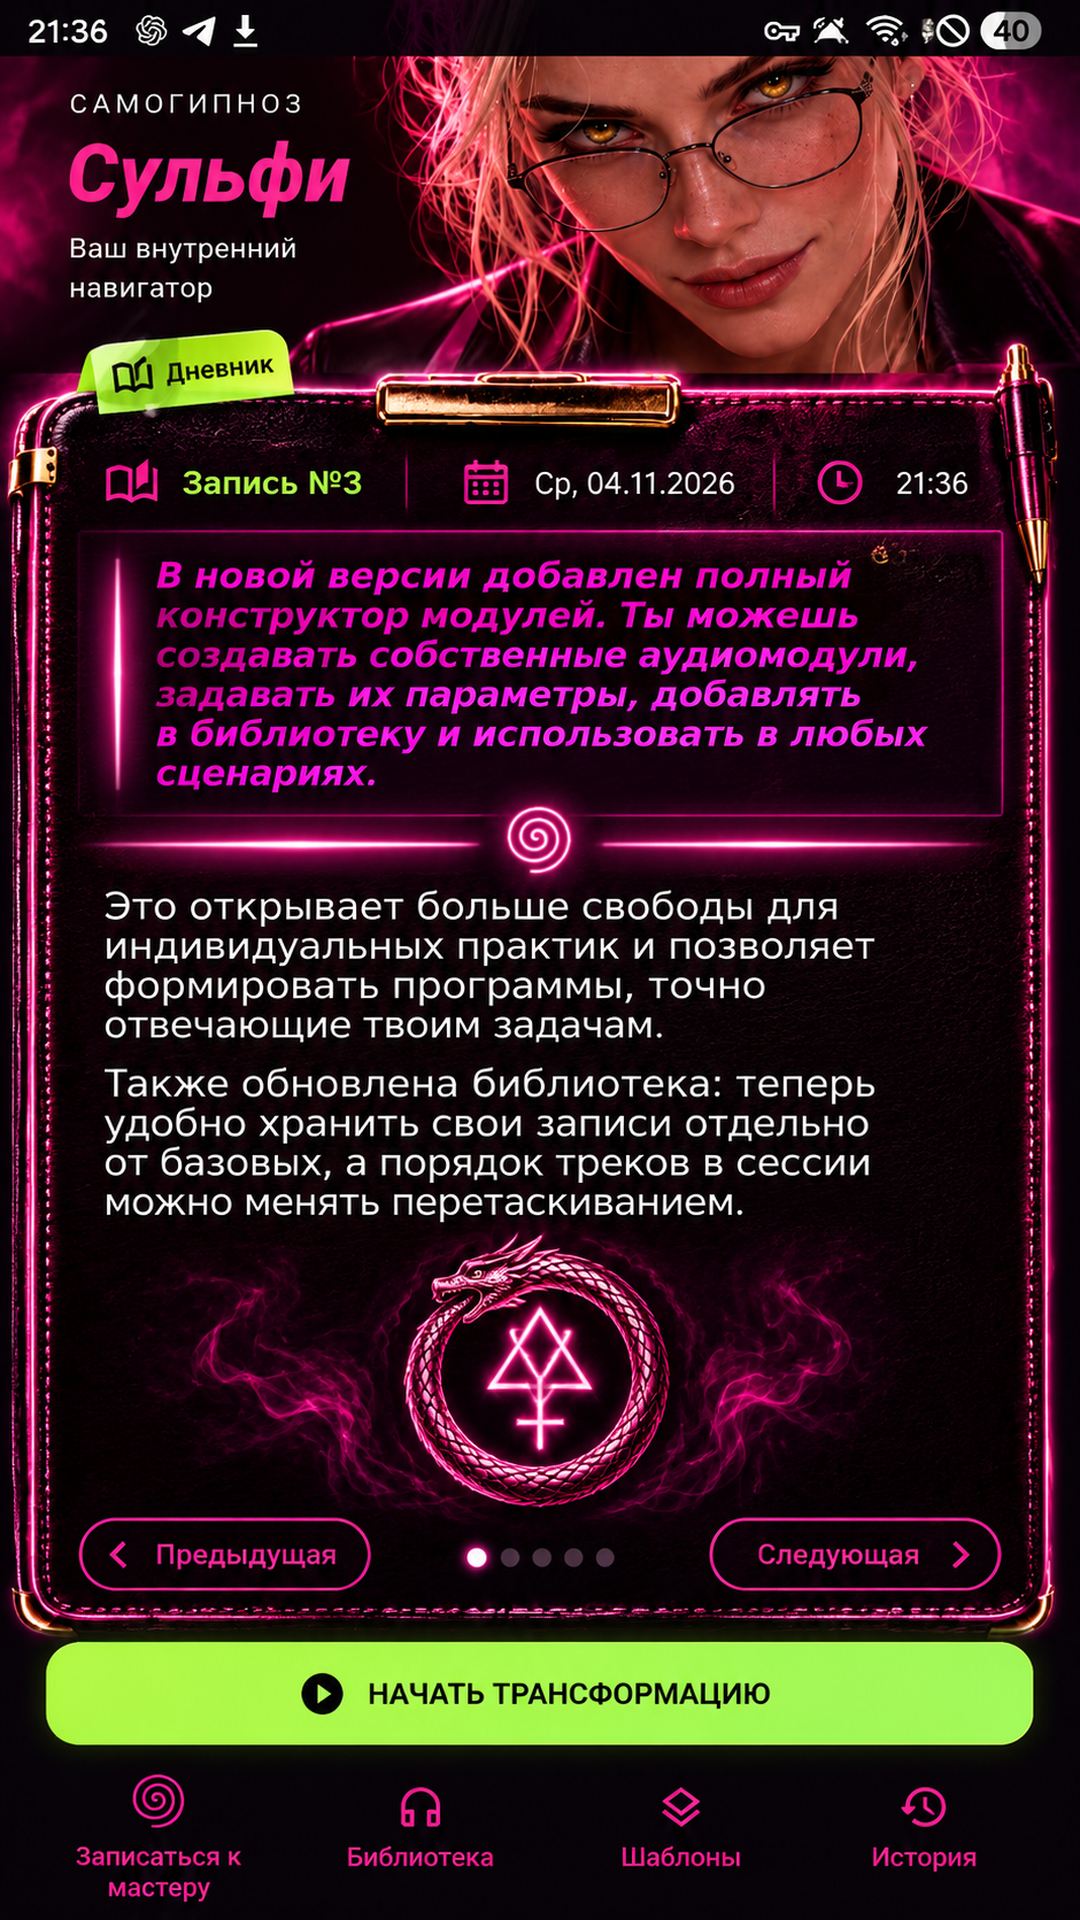 21:36
40
САМОГИПНОЗ
Сульфи
Ваш внутренний
навигатор
Дневник
Запись №3
Ср, 04.11.2026
21:36
В новой версии добавлен полный
конструктор модулей. Ты можешь
создавать собственные аудиомодули,
задавать их параметры, добавлять
в библиотеку и использовать в любых
сценариях.
Это открывает больше свободы для
индивидуальных практик и позволяет
формировать программы, точно
отвечающие твоим задачам.
Также обновлена библиотека: теперь
удобно хранить свои записи отдельно
от базовых, а порядок треков в сессии
можно менять перетаскиванием.
Предыдущая
Следующая
НАЧАТЬ ТРАНСФОРМАЦИЮ
Записаться к
мастеру
Библиотека
Шаблоны
История